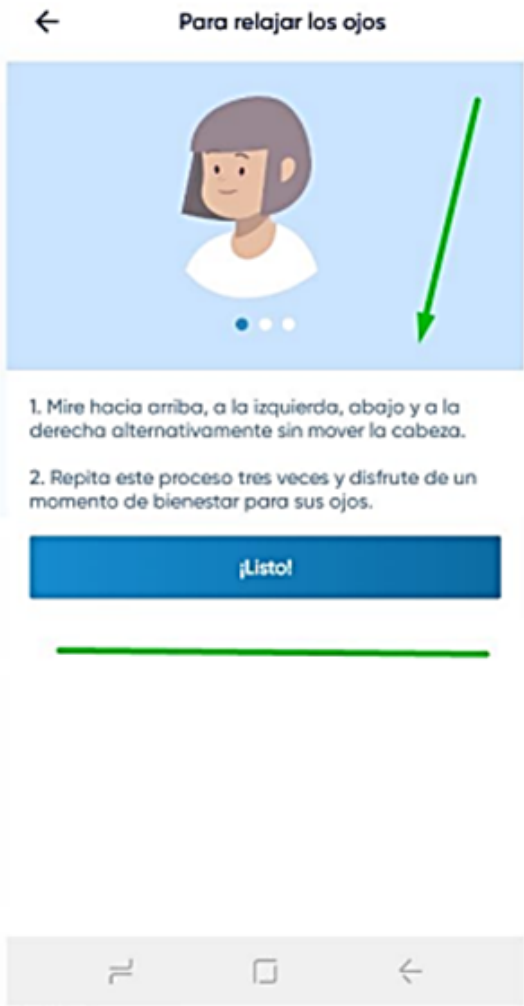 Para relajar los ojos
1. Mire hacia arriba, a la izquierda, abajo y a la
derecha alternativamente sin mover la cabeza.
2. Repita este proceso tres veces y disfrute de un
momento de bienestar para sus ojos.
¡Listo!